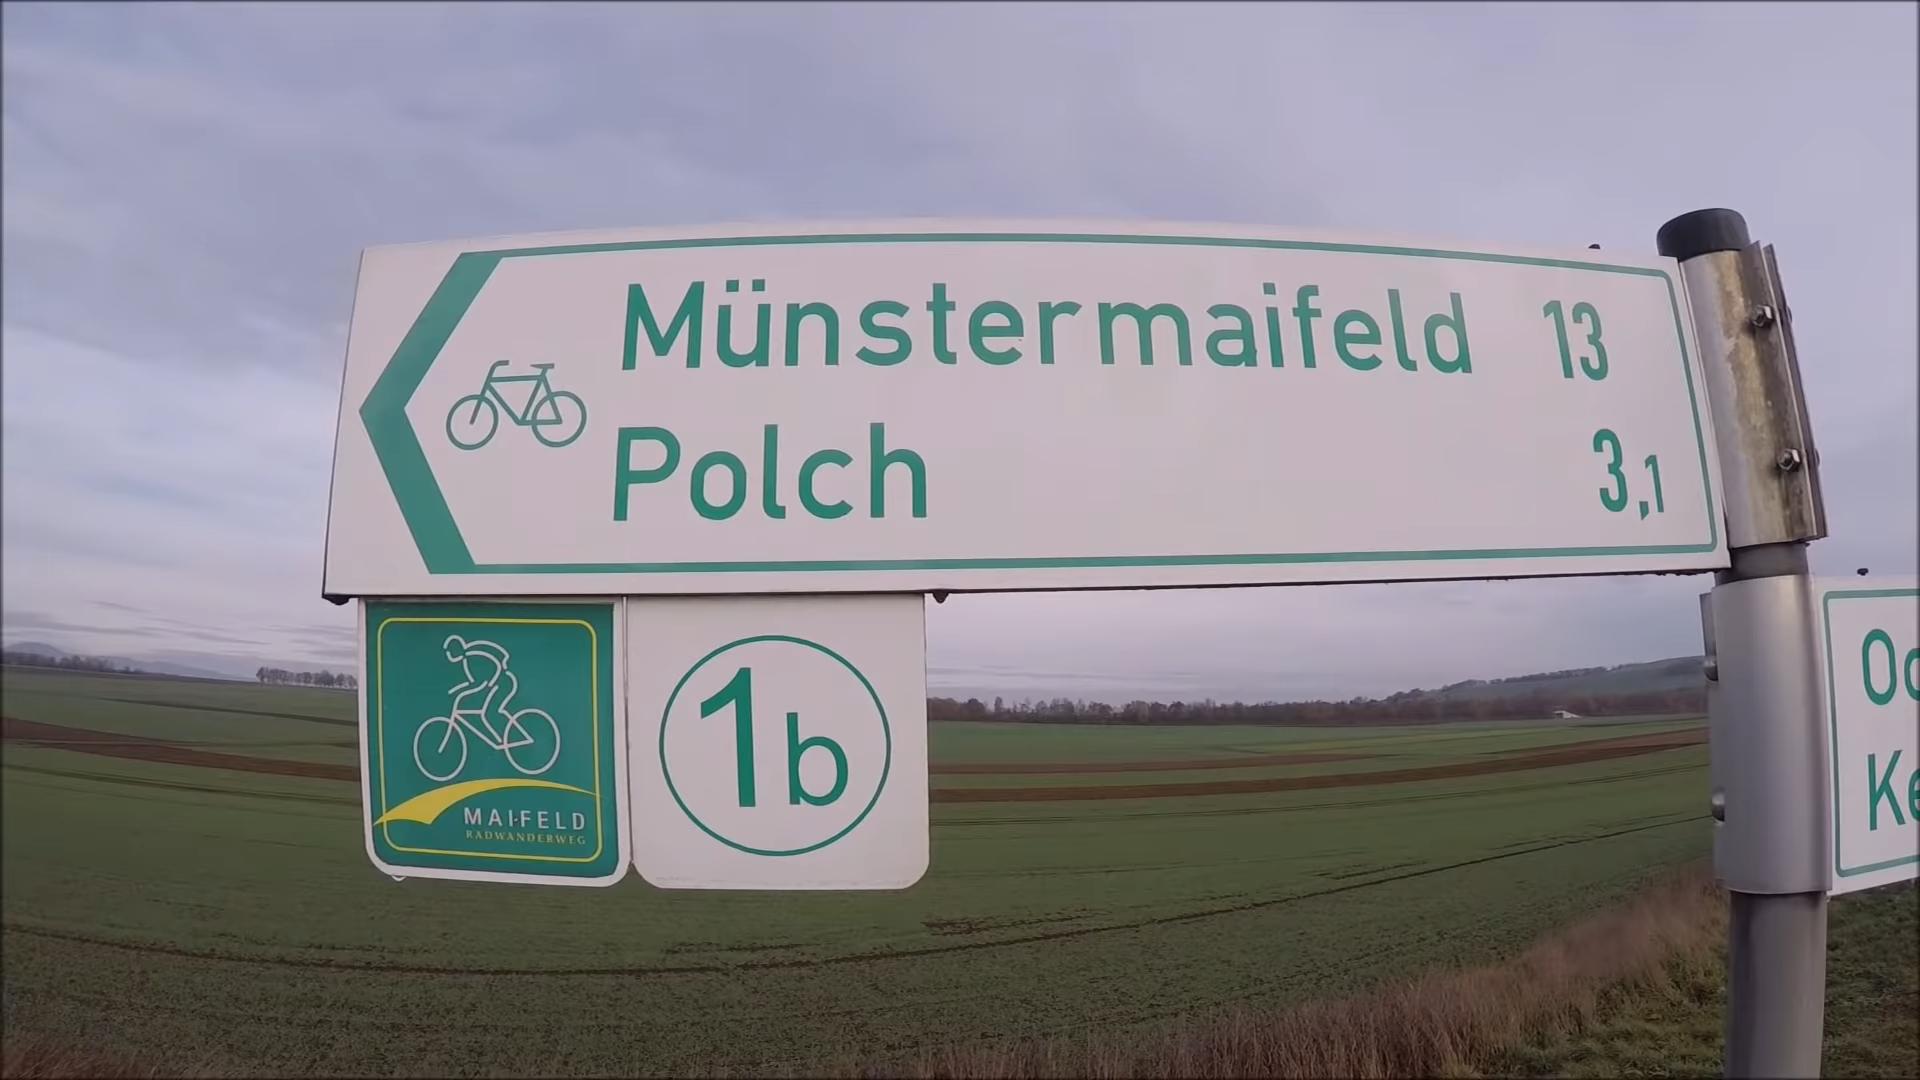 Münstermaifeld 13
Polch 3,1
MAIFELD
RADWANDERWEG
1b